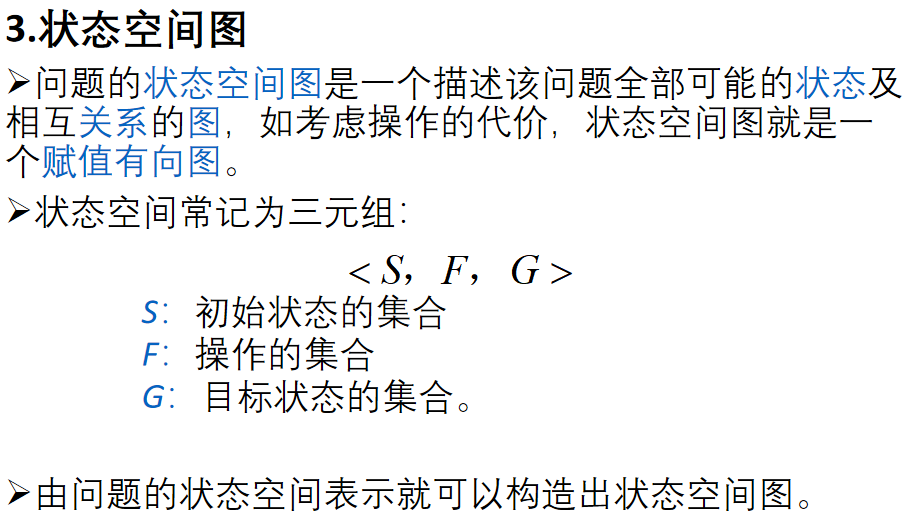 3.状态空间图
➢问题的状态空间图是一个描述该问题全部可能的状态及
相互关系的图，如考虑操作的代价，状态空间图就是一
个赋值有向图。
➢状态空间常记为三元组：
< S，F，G >
S： 初始状态的集合
F： 操作的集合
G： 目标状态的集合。
➢由问题的状态空间表示就可以构造出状态空间图。